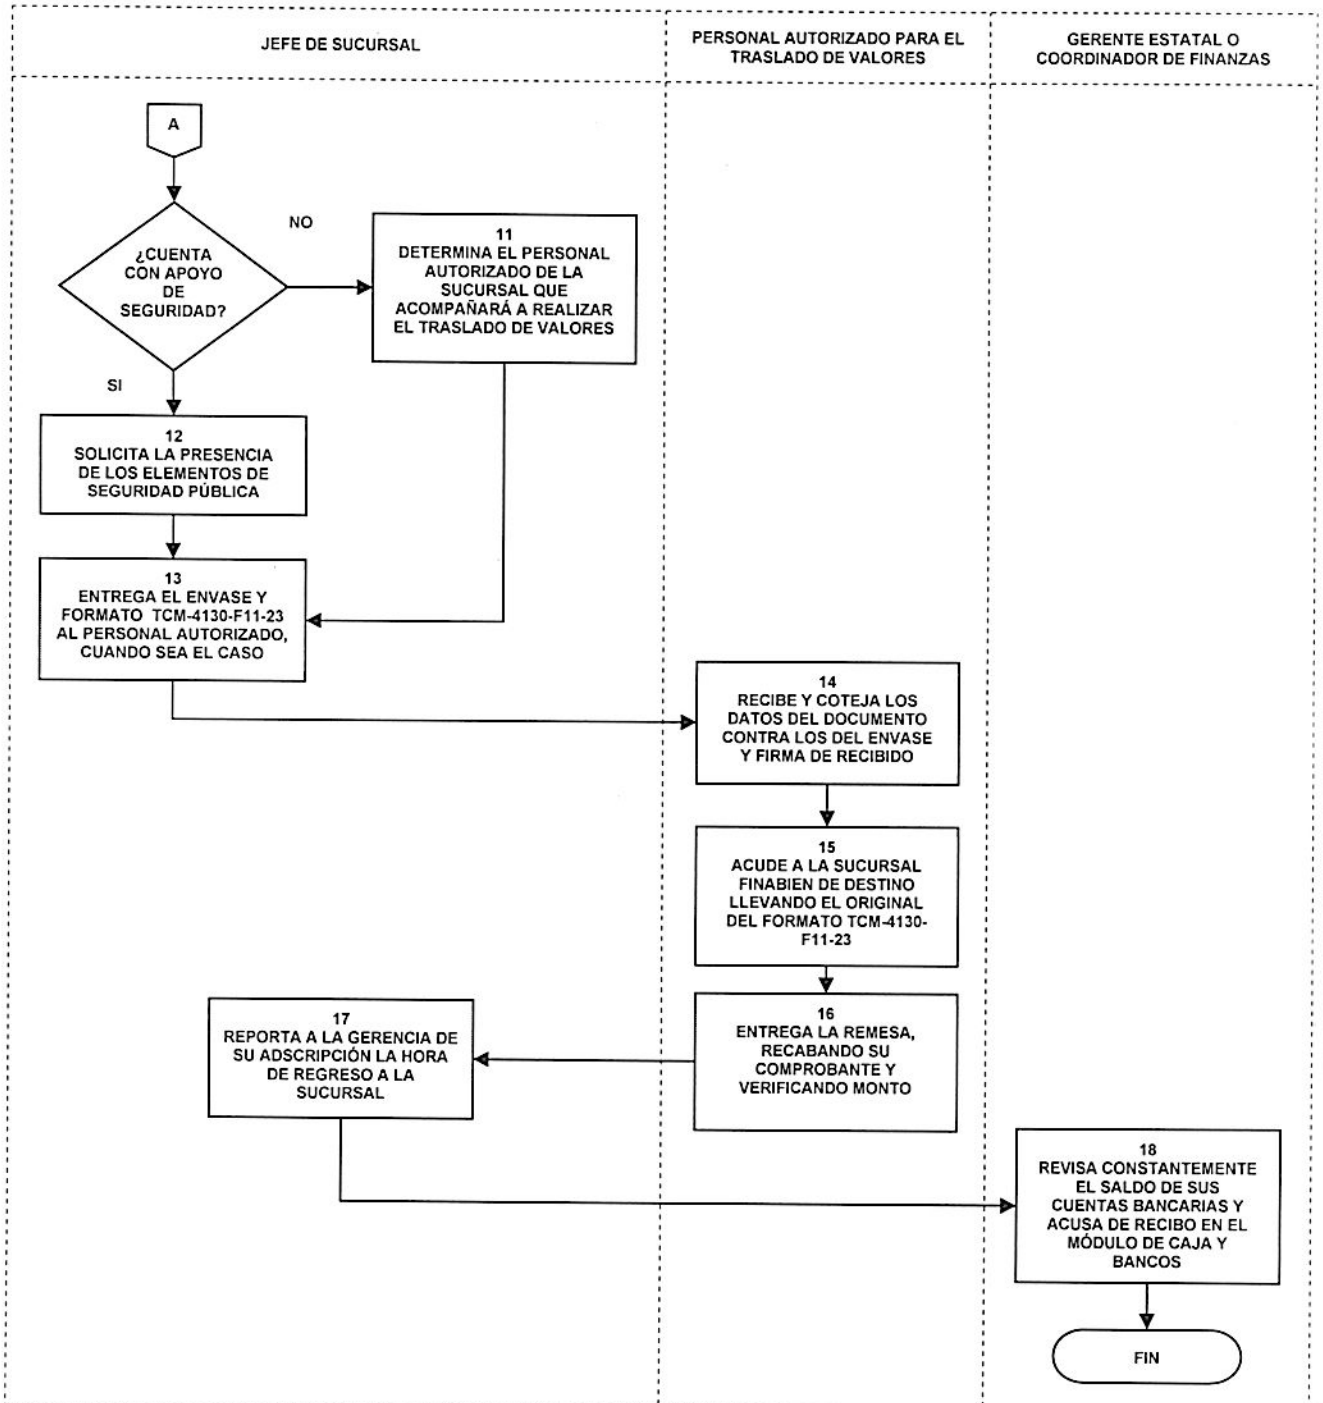 JEFE DE SUCURSAL
PERSONAL AUTORIZADO PARA EL
TRASLADO DE VALORES
GERENTE ESTATAL O
COORDINADOR DE FINANZAS
A
¿CUENTA
CON APOYO
DE
SEGURIDAD?
NO
11
DETERMINA EL PERSONAL
AUTORIZADO DE LA
SUCURSAL QUE
ACOMPAÑARÁ A REALIZAR
EL TRASLADO DE VALORES
SI
12
SOLICITA LA PRESENCIA
DE LOS ELEMENTOS DE
SEGURIDAD PÚBLICA
13
ENTREGA EL ENVASE Y
FORMATO TCM-4130-F11-23
AL PERSONAL AUTORIZADO,
CUANDO SEA EL CASO
14
RECIBE Y COTEJA LOS
DATOS DEL DOCUMENTO
CONTRA LOS DEL ENVASE
Y FIRMA DE RECIBIDO
15
ACUDE A LA SUCURSAL
FINABIEN DE DESTINO
LLEVANDO EL ORIGINAL
DEL FORMATO TCM-4130-
F11-23
16
ENTREGA LA REMESA,
RECABANDO SU
COMPROBANTE Y
VERIFICANDO MONTO
17
REPORTA A LA GERENCIA DE
SU ADSCRIPCIÓN LA HORA
DE REGRESO A LA
SUCURSAL
18
REVISA CONSTANTEMENTE
EL SALDO DE SUS
CUENTAS BANCARIAS Y
ACUSA DE RECIBO EN EL
MÓDULO DE CAJA Y
BANCOS
FIN